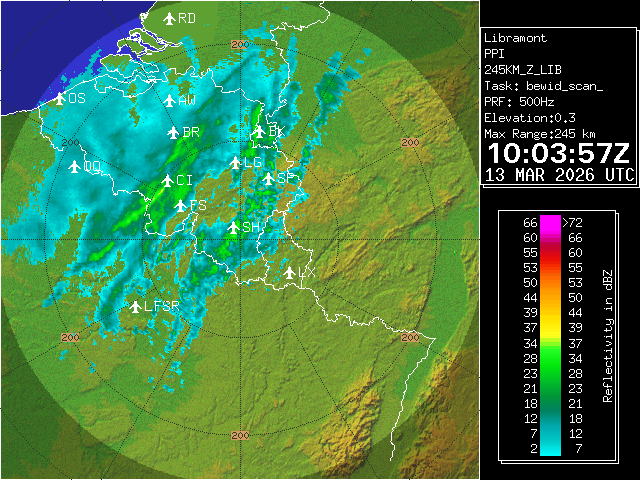 Libramont
PPI
245KM_Z_LIB
Task: bewid_scan_
PRF: 500Hz
Elevation:0.3
Max Range:245 km
10:03:57Z
13 MAR 2026 UTC
RD
200
OS
AW
200
BR
BK
200
QO
LG
CI
SP
FS
SH
LX
LFSR
200
200
200
66 >72
60 66
55 60
53 55
50 53
44 50
39 44
37 39
34 37
28 34
23 28
21 23
18 21
12 18
7 12
2 7
Reflectivity in dBZ